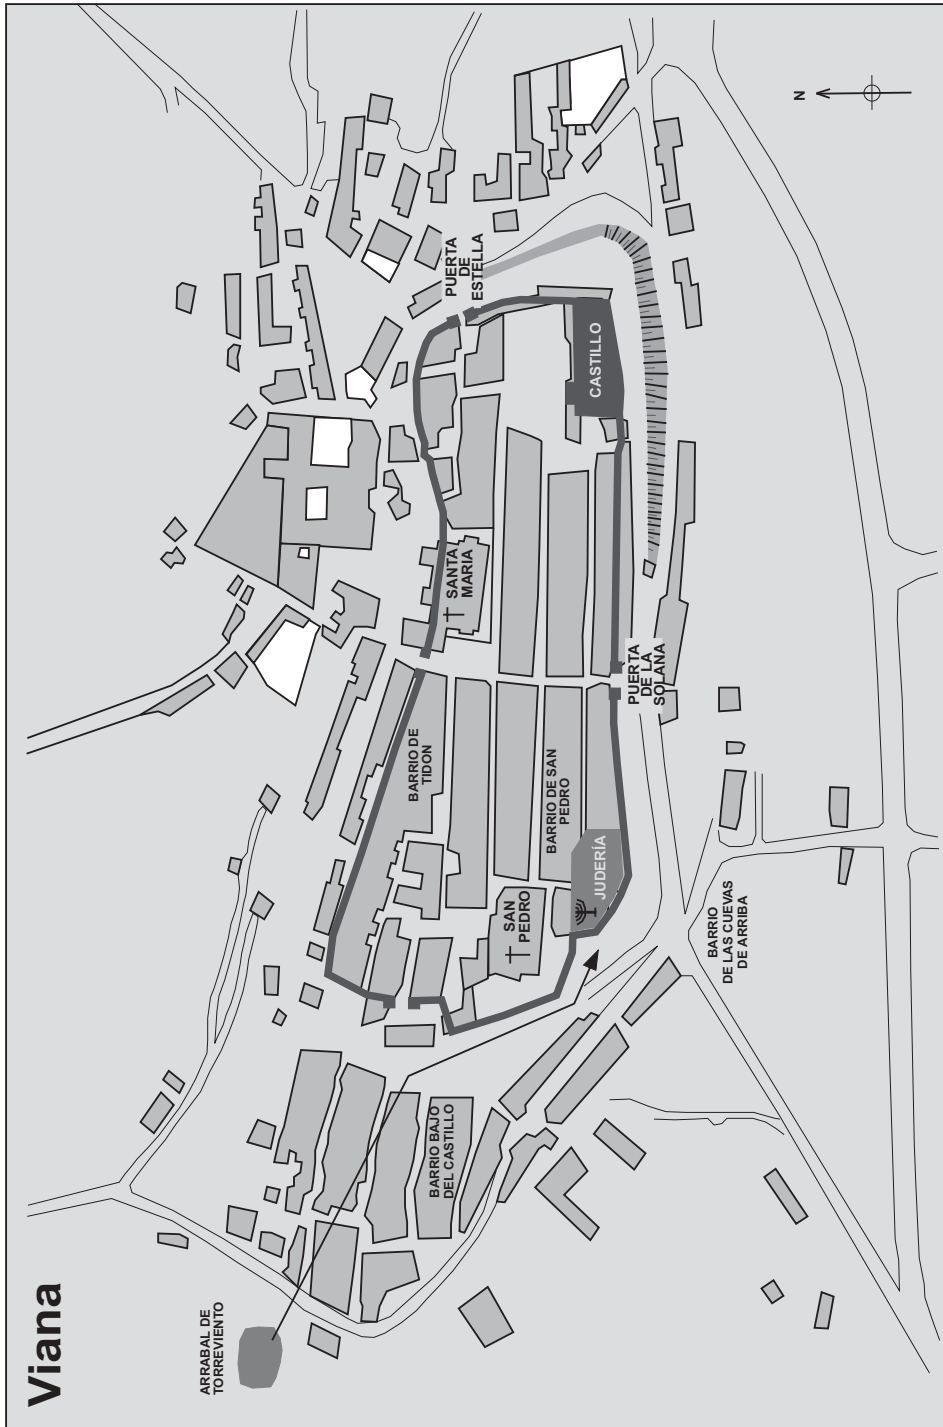 Viana
N
ARRABAL DE
TORREVIENTO
BARRIO BAJO
DEL CASTILLO
BARRIO DE
TIDON
SANTA
MARIA
PUERTA
DE
ESTELLA
SAN
PEDRO
BARRIO DE SAN
PEDRO
JUDERÍA
CASTILLO
PUERTA
DE LA
SOLANA
BARRIO
DE LAS CUEVAS
DE ARRIBA